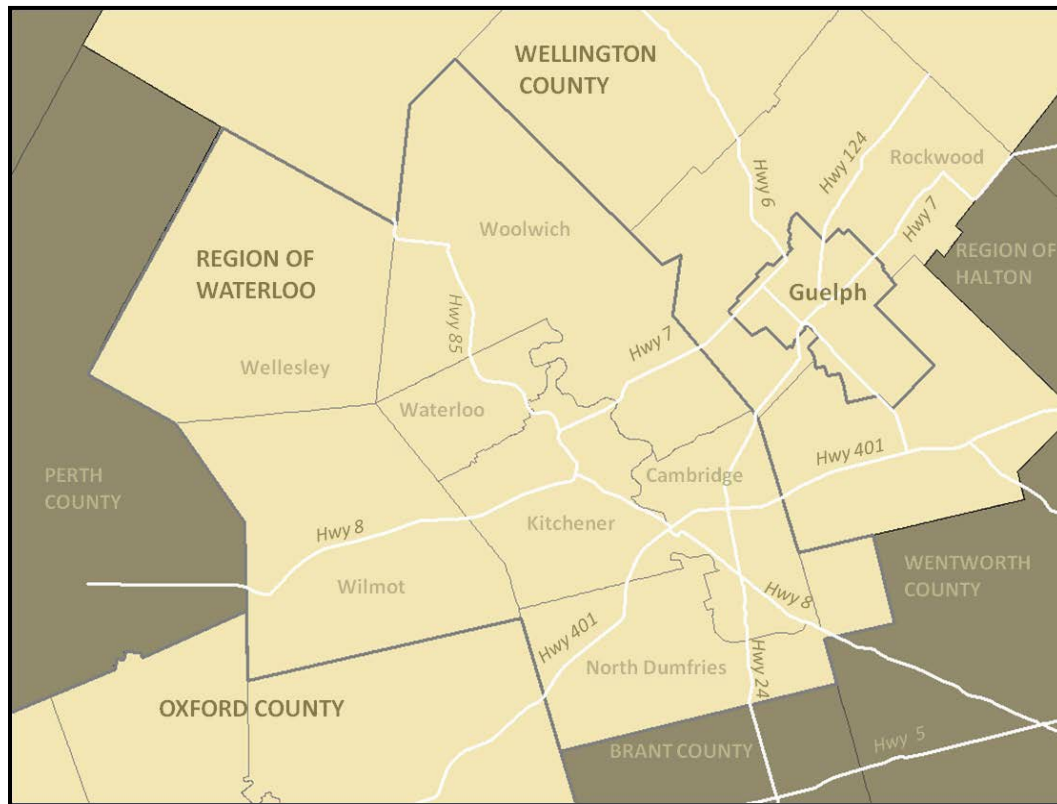 WELLINGTON
COUNTY
Hwy 124
Rockwood
Hwy 6
Hwy 7
Woolwich
REGION OF
WATERLOO
REGION OF
HALTON
Guelph
Hwy 85
Hwy 7
Wellesley
Waterloo
Hwy 401
Cambridge
PERTH
COUNTY
Kitchener
Hwy 8
Wilmot
WENTWORTH
COUNTY
Hwy 8
Hwy 401
North Dumfries
Hwy 24
OXFORD COUNTY
BRANT COUNTY
Hwy 5